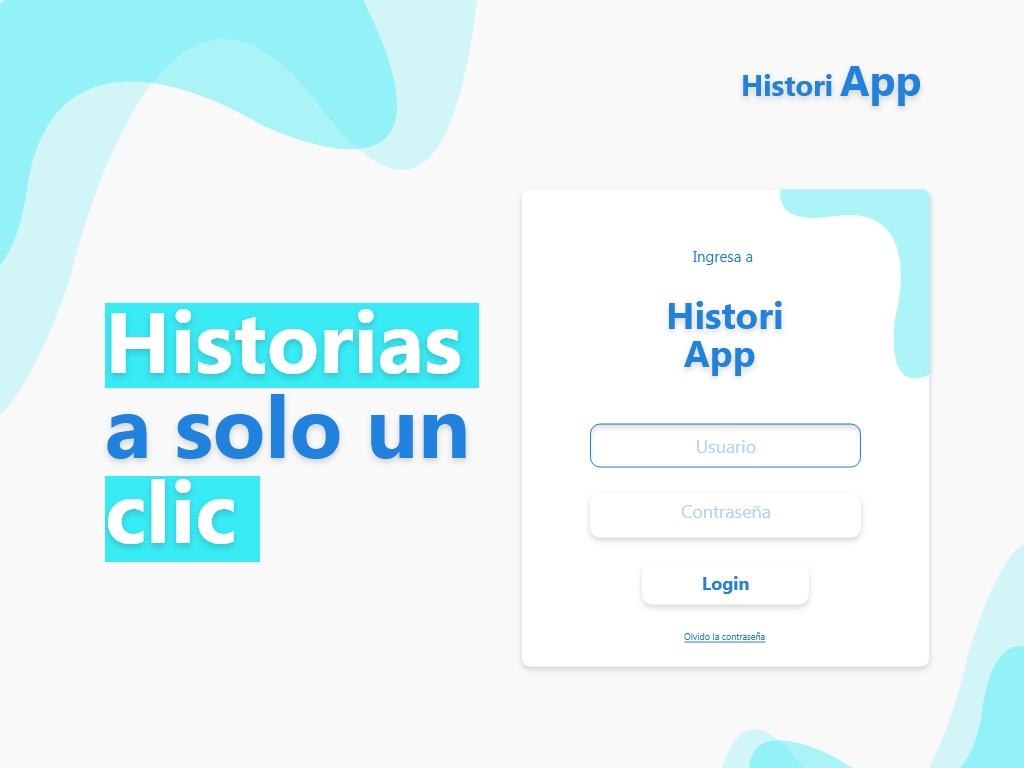 Histori App
Historias
a solo un
clic
Ingresa a
Histori
App
Usuario
Contraseña
Login
Olvido la contraseña